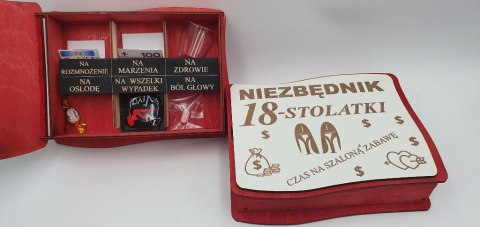 NA
ROZMNOŻENIE
NA
MARZENIA
NA
ZDROWIE
NA
OSŁODĘ
NA WSZELKI
WYPADEK
NA
BÓL GŁOWY
100
NIEZBĘDNIK
18-STOLATKI
CZAS NA SZALONĄ ZABAWĘ
$
$
$
$
$
$